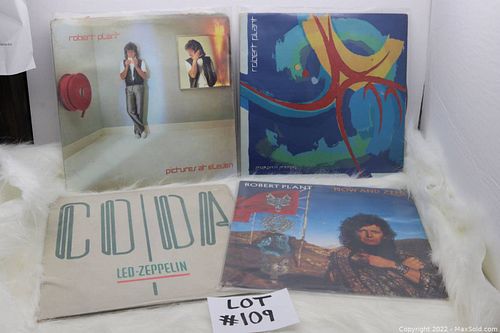 robert plant
pictures at eleven
robert plant
CODA
LED-ZEPPELIN
ROBERT PLANT
NOW AND ZEN
LOT
#109
Copyright 2022 - MaxSold.com